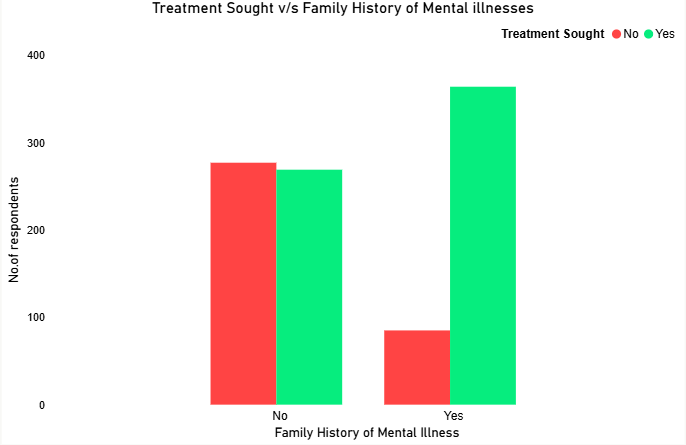 Treatment Sought v/s Family History of Mental illnesses
Treatment Sought No Yes
400
300
200
100
0
No.of respondents
No Yes
Family History of Mental Illness